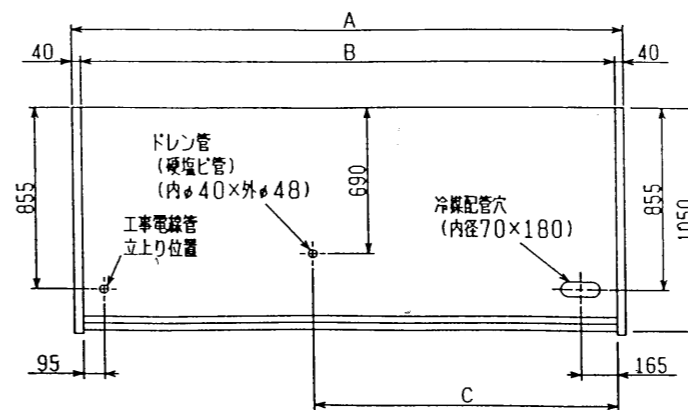 A
40
B
40
ドレン管
(硬塩ビ管)
(内φ40×外φ48)
690
855
工事電線管
立上り位置
冷媒配管穴
(内径70×180)
855
1050
95
165
C